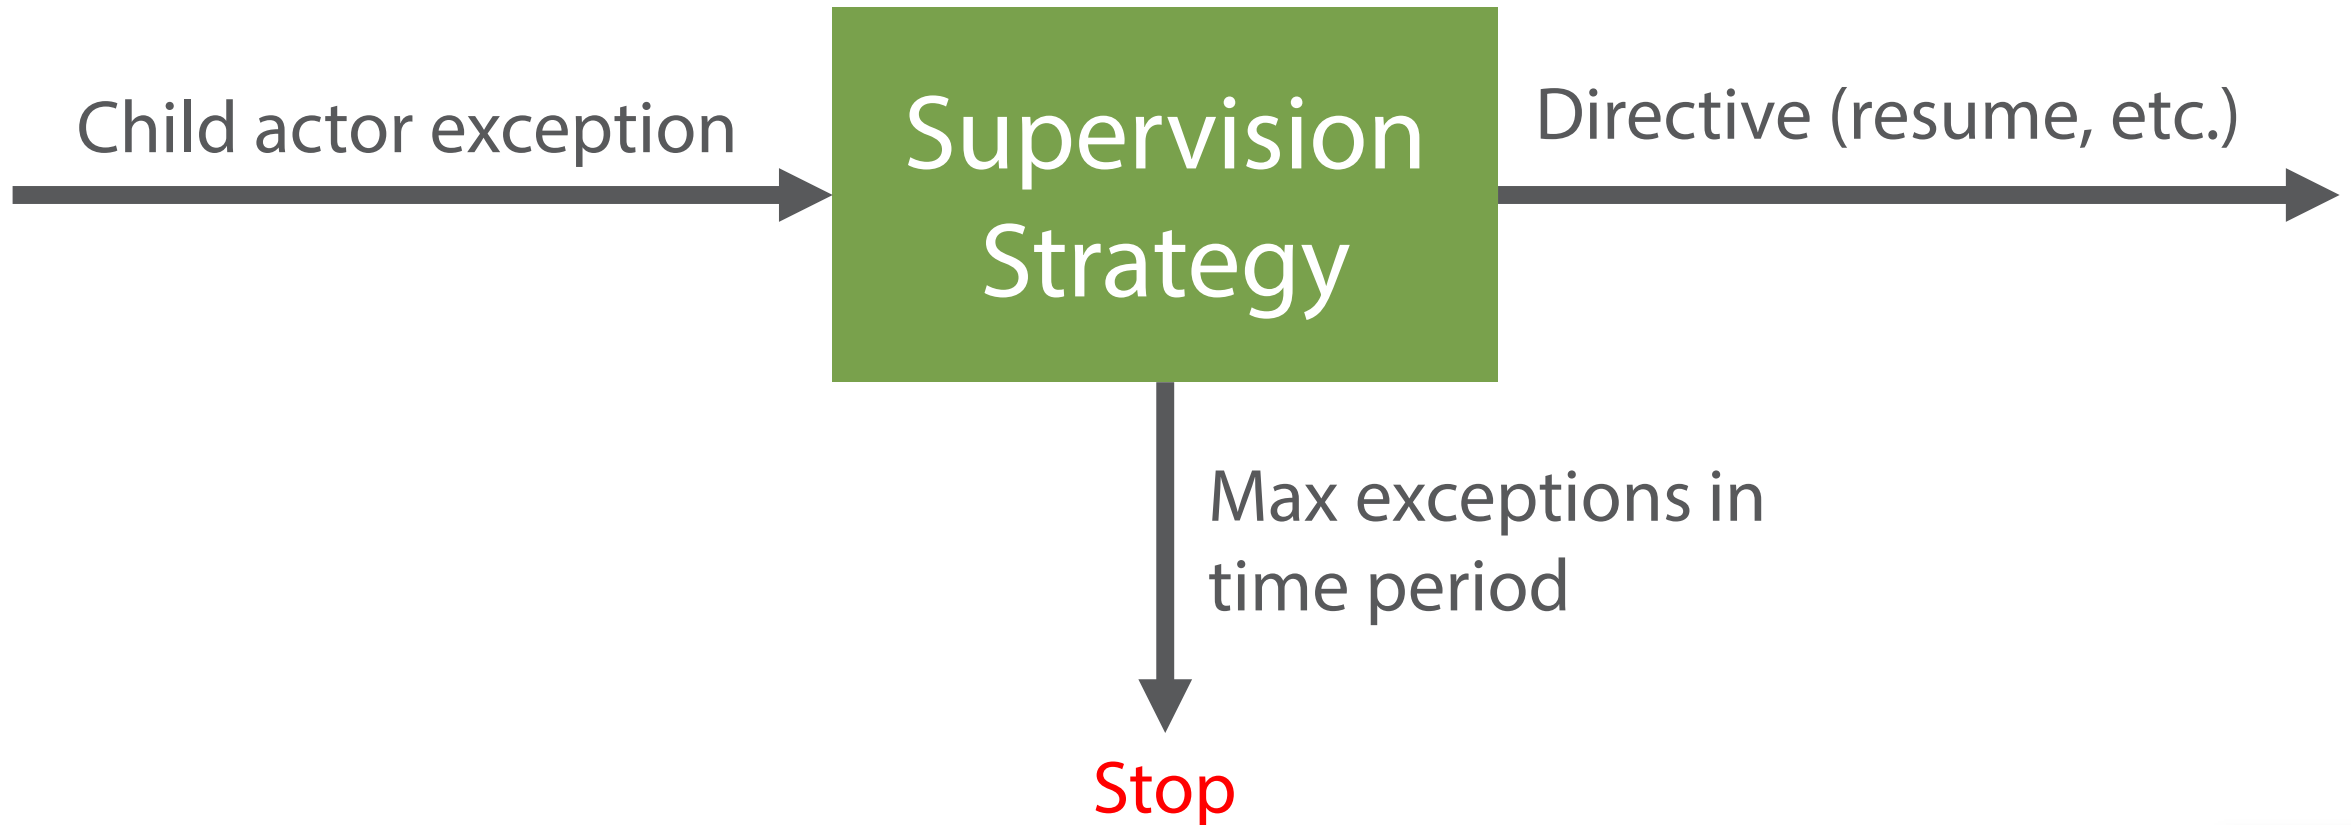 Child actor exception
Supervision
Strategy
Directive (resume, etc.)
Max exceptions in
time period
Stop